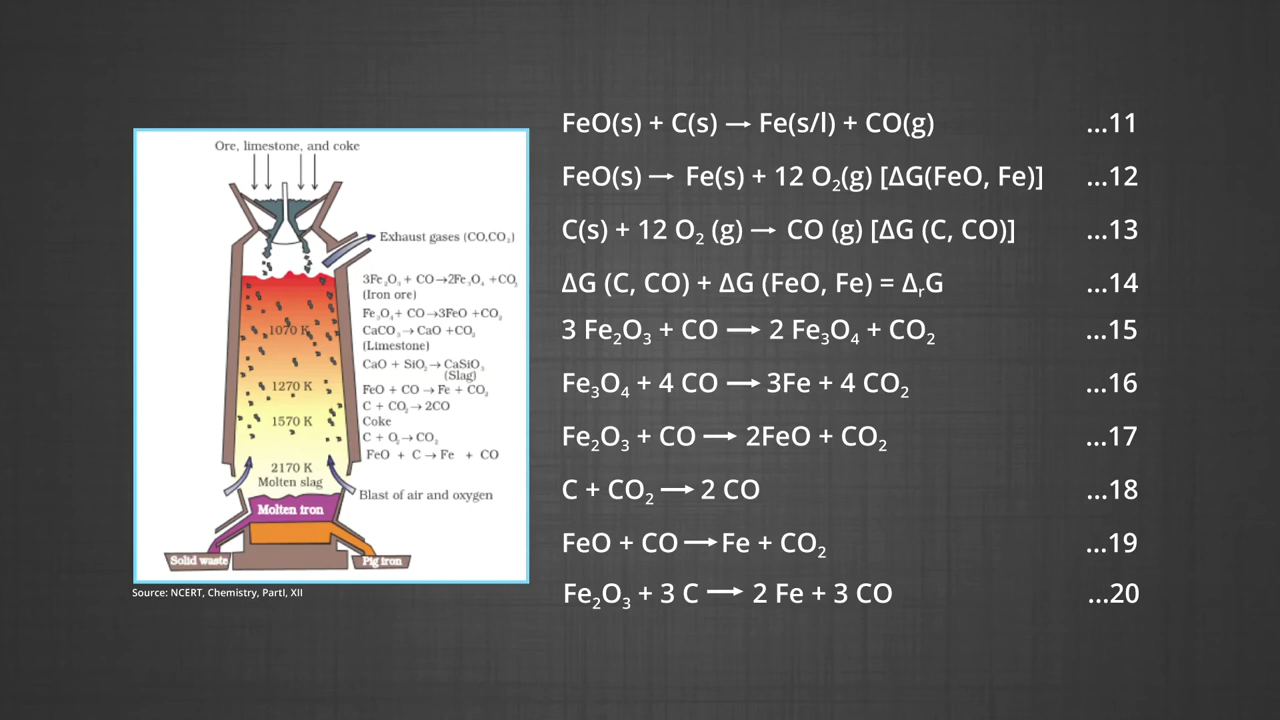 Ore, limestone, and coke
Exhaust gases (CO,CO₂)
3Fe₂O₃ + CO→2Fe₃O₄ +CO₂
(Iron ore)
Fe₃O₄+ CO→3FeO +CO₂
1070 K
CaCO₃→ CaO +CO₂
(Limestone)
CaO + SiO₂→ CaSiO₃
(Slag)
1270 K
FeO + CO → Fe + CO₂
C + CO₂→ 2CO
1570 K
Coke
C + O₂→ CO₂
FeO + C → Fe + CO
2170 K
Molten slag
Blast of air and oxygen
Molten iron
Solid waste
Pig iron
Source: NCERT, Chemistry, PartI, XII
FeO(s) + C(s) → Fe(s/l) + CO(g) ...11
FeO(s) → Fe(s) + 12 O₂(g) [ΔG(FeO, Fe)] ...12
C(s) + 12 O₂ (g) → CO (g) [ΔG (C, CO)] ...13
ΔG (C, CO) + ΔG (FeO, Fe) = ΔᵣG ...14
3 Fe₂O₃ + CO → 2 Fe₃O₄ + CO₂ ...15
Fe₃O₄ + 4 CO → 3Fe + 4 CO₂ ...16
Fe₂O₃ + CO → 2FeO + CO₂ ...17
C + CO₂ → 2 CO ...18
FeO + CO → Fe + CO₂ ...19
Fe₂O₃ + 3 C → 2 Fe + 3 CO ...20